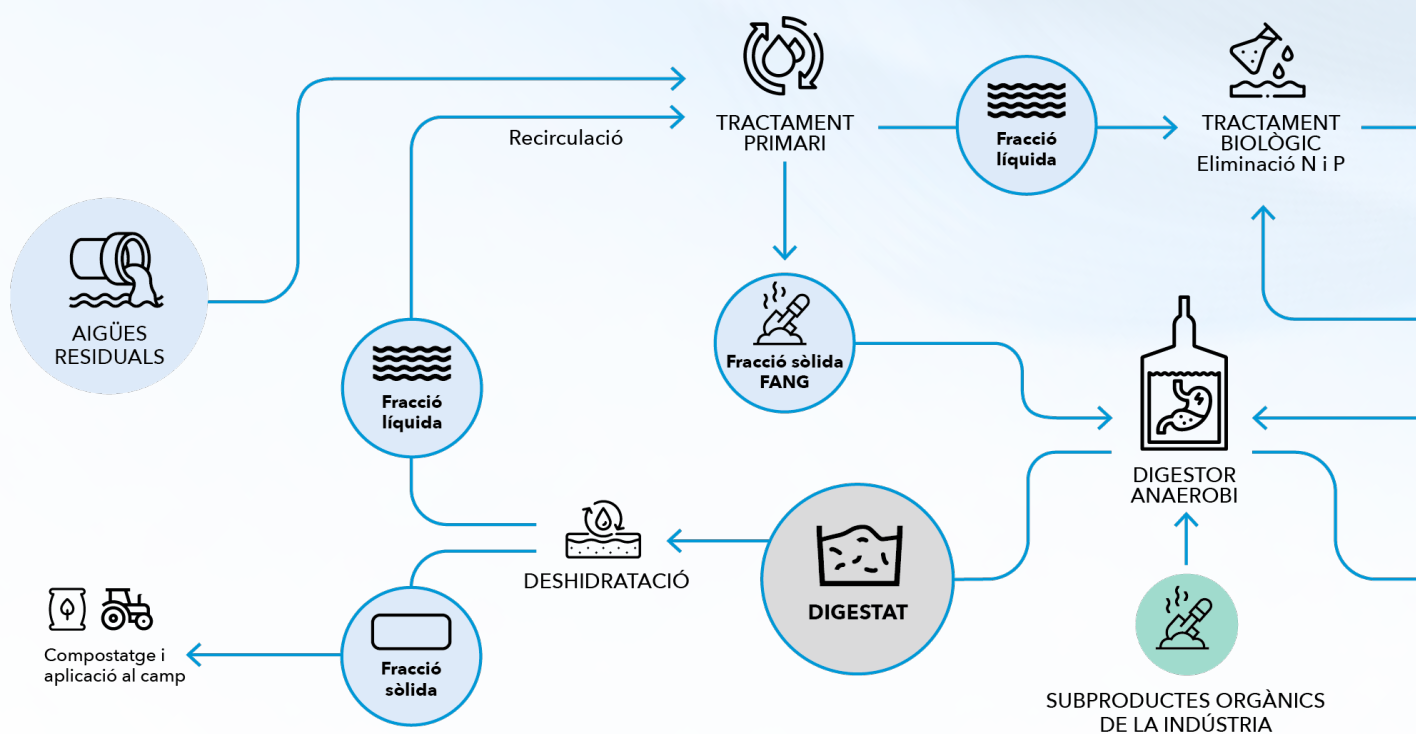 TRACTAMENT
PRIMARI
Recirculació
Fracció
líquida
TRACTAMENT
BIOLÒGIC
Eliminació N i P
AIGÜES
RESIDUALS
Fracció
líquida
Fracció sòlida
FANG
DIGESTOR
ANAEROBI
DESHIDRATACIÓ
DIGESTAT
Compostatge i
aplicació al camp
Fracció
sòlida
SUBPRODUCTES ORGÀNICS
DE LA INDÚSTRIA